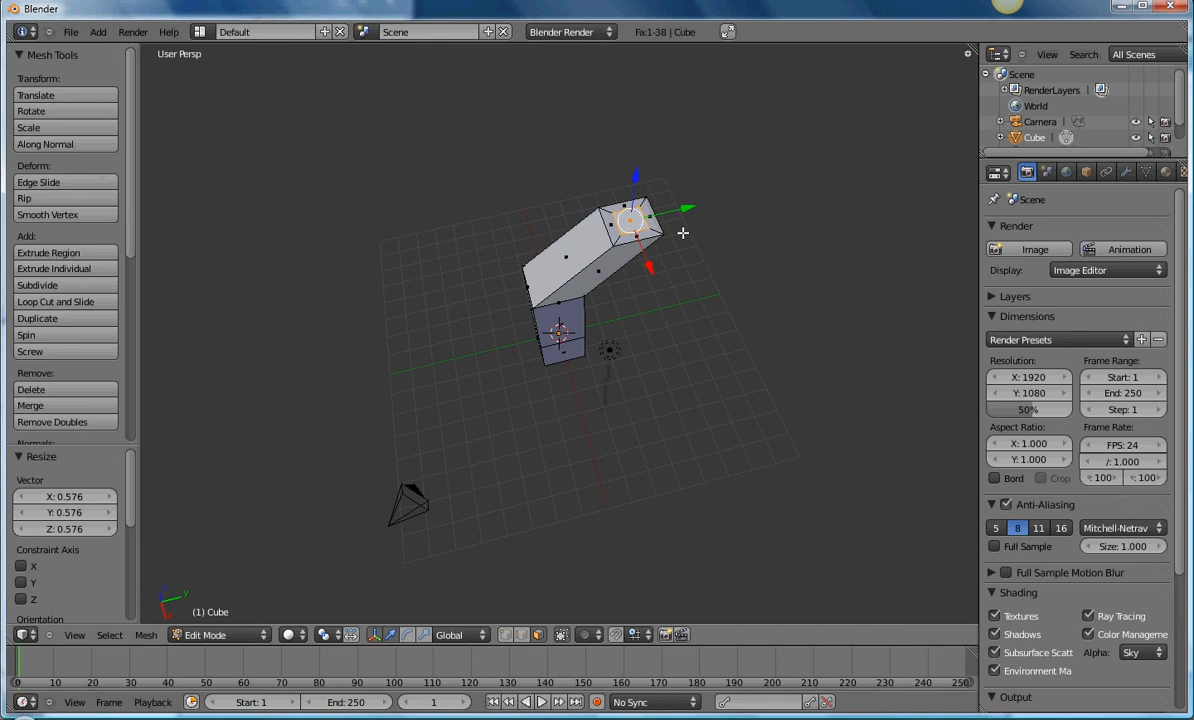 Blender
File Add Render Help Default Scene Blender Render Fa:1-38 | Cube
Mesh Tools
Transform:
Translate
Rotate
Scale
Along Normal
Deform:
Edge Slide
Rip
Smooth Vertex
Add:
Extrude Region
Extrude Individual
Subdivide
Loop Cut and Slide
Duplicate
Spin
Screw
Remove:
Delete
Merge
Remove Doubles
Normals:
Resize
Vector
X: 0.576
Y: 0.576
Z: 0.576
Constraint Axis
X
Y
Z
Orientation
User Persp
y
(1) Cube
View Select Mesh Edit Mode Global
0 10 20 30 40 50 60 70 80 90 100 110 120 130 140 150 160 170 180 190 200 210 220 230 240 250
View Frame Playback Start: 1 End: 250 1 No Sync
View Search All Scenes
Scene
RenderLayers |
World
Camera |
Cube |
Scene
Render
Image Animation
Display: Image Editor
Layers
Dimensions
Render Presets
Resolution: Frame Range:
X: 1920 Start: 1
Y: 1080 End: 250
50% Step: 1
Aspect Ratio: Frame Rate:
X: 1.000 FPS: 24
Y: 1.000 /: 1.000
Bord Crop : 100 : 100
Anti-Aliasing
5 8 11 16 Mitchell-Netrav
Full Sample Size: 1.000
Full Sample Motion Blur
Shading
Textures Ray Tracing
Shadows Color Manageme
Subsurface Scatt Alpha: Sky
Environment Ma
Output